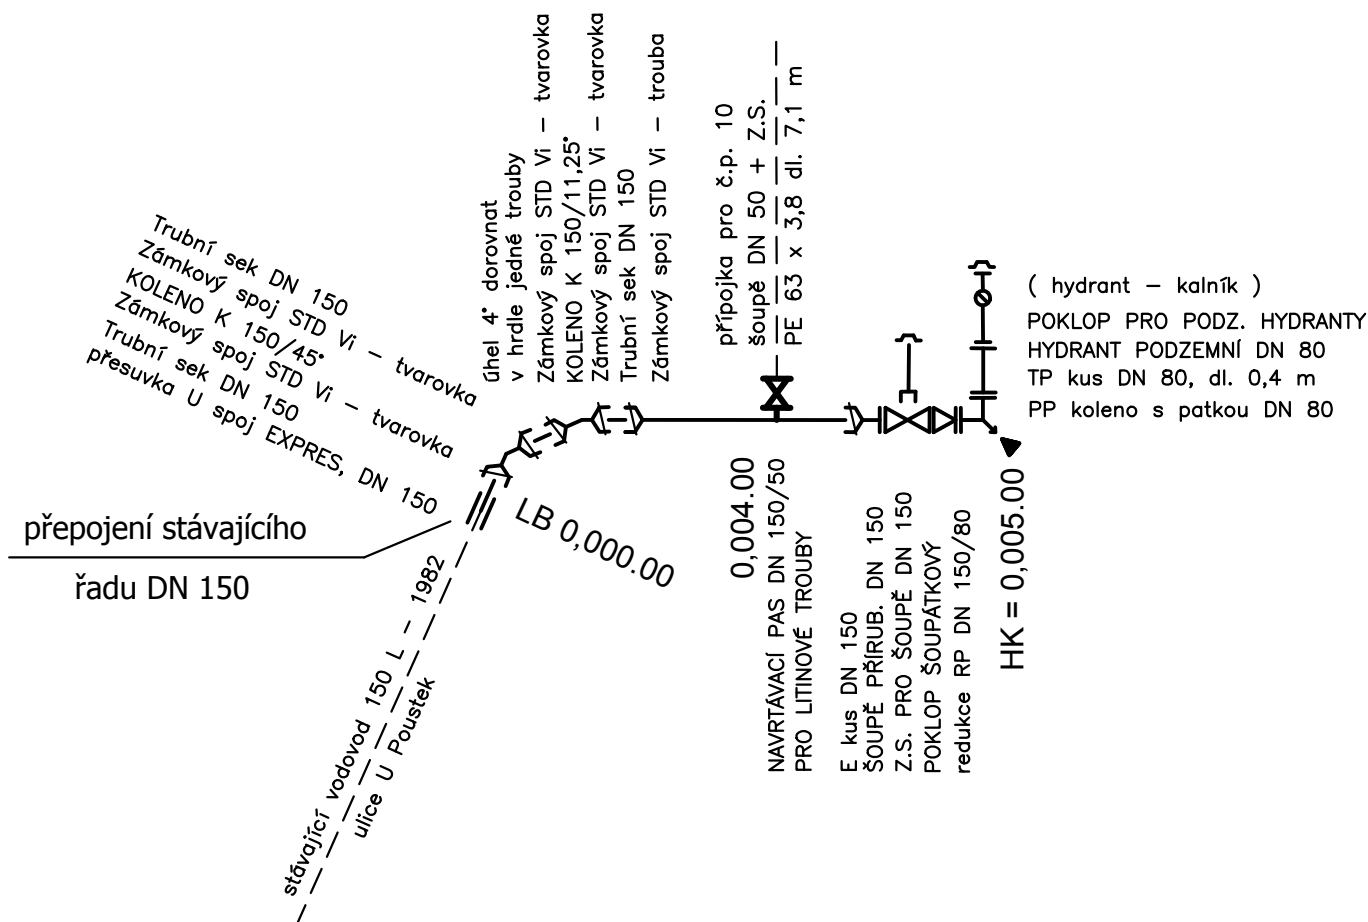 Trubní sek DN 150
Zámkový spoj STD Vi – tvarovka
KOLENO K 150/45°
Zámkový spoj STD Vi – tvarovka
Trubní sek DN 150
přesuvka U spoj EXPRES, DN 150
úhel 4° dorovnat
v hrdle jedné trouby
Zámkový spoj STD Vi – tvarovka
KOLENO K 150/11,25°
Zámkový spoj STD Vi – tvarovka
Trubní sek DN 150
Zámkový spoj STD Vi – trouba
přípojka pro č.p. 10
šoupě DN 50 + Z.S.
PE 63 x 3,8 dl. 7,1 m
( hydrant – kalník )
POKLOP PRO PODZ. HYDRANTY
HYDRANT PODZEMNÍ DN 80
TP kus DN 80, dl. 0,4 m
PP koleno s patkou DN 80
přepojení stávajícího
řadu DN 150
LB 0,000.00
0,004.00
NAVRTÁVACÍ PAS DN 150/50
PRO LITINOVÉ TROUBY
E kus DN 150
ŠOUPĚ PŘÍRUB. DN 150
Z.S. PRO ŠOUPĚ DN 150
POKLOP ŠOUPÁTKOVÝ
redukce RP DN 150/80
HK = 0,005.00
stávající vodovod 150 L – 1982
ulice U Poustek